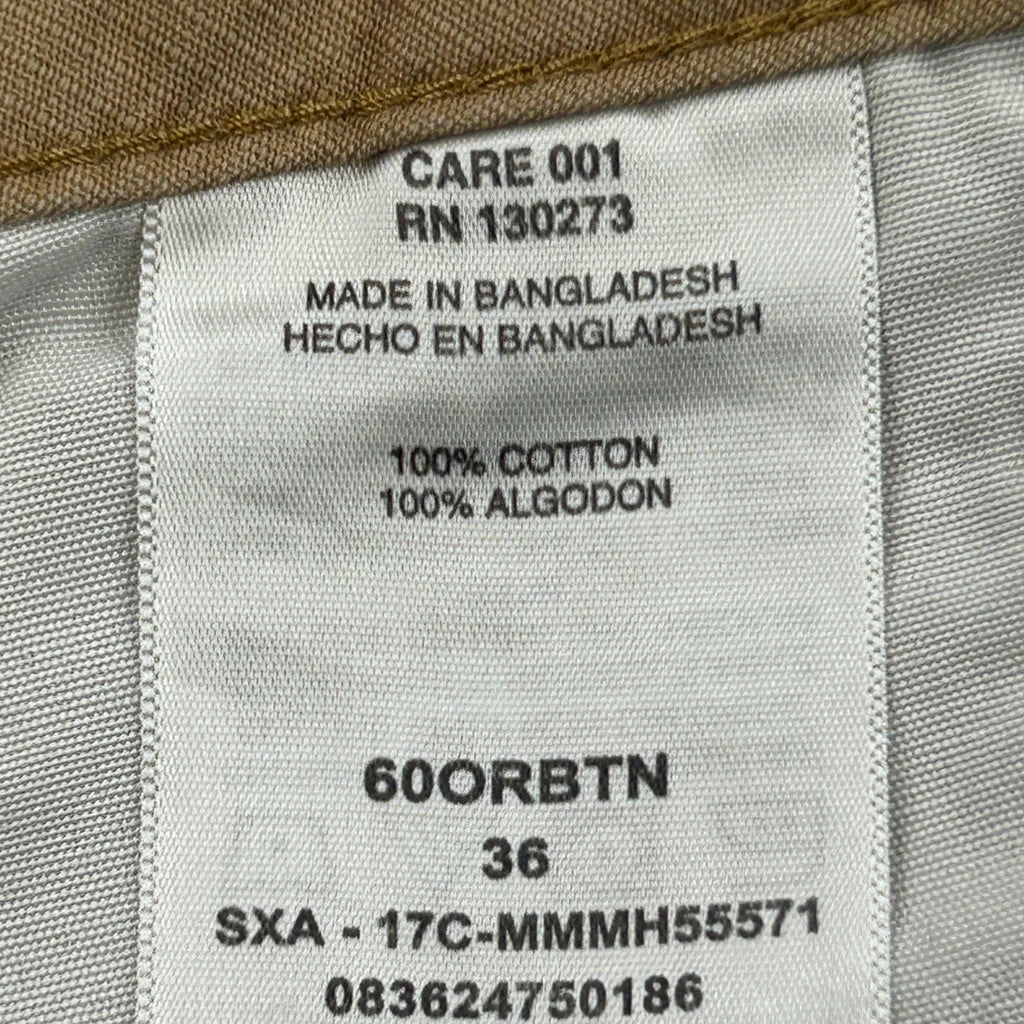 CARE 001
RN 130273
MADE IN BANGLADESH
HECHO EN BANGLADESH
100% COTTON
100% ALGODON
60ORBTN
36
SXA - 17C-MMMH55571
083624750186